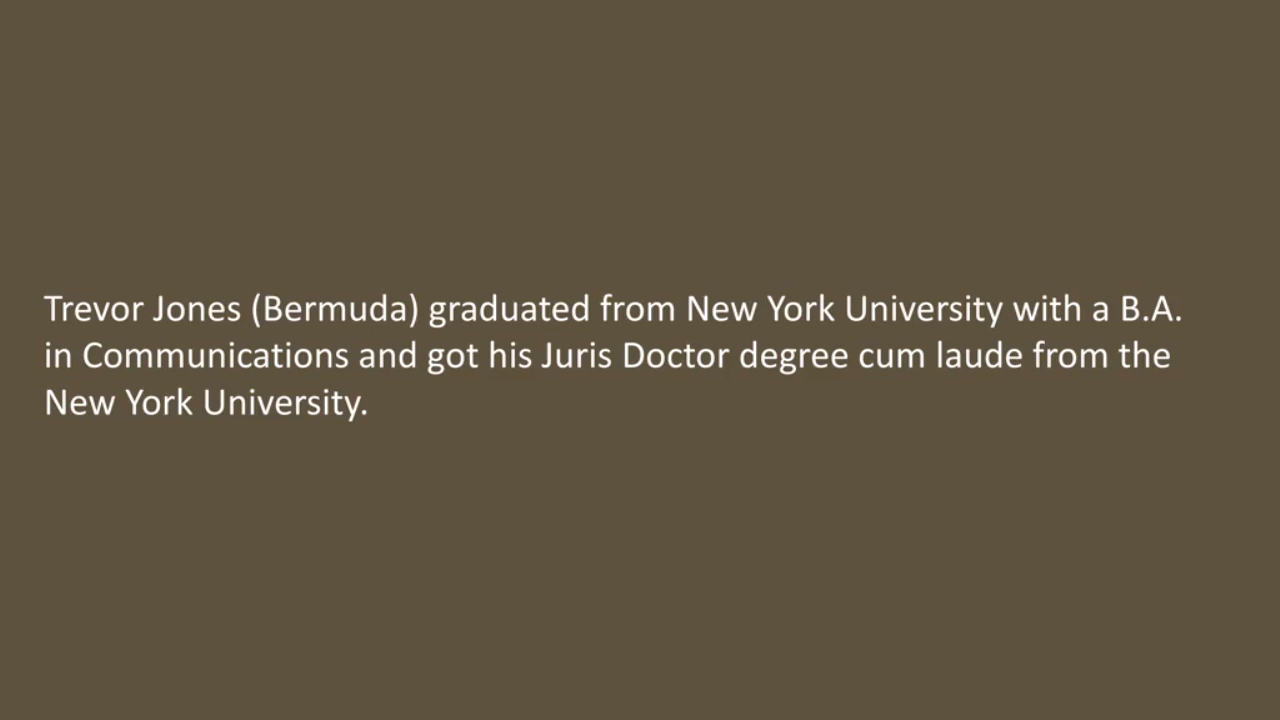 Trevor Jones (Bermuda) graduated from New York University with a B.A.
in Communications and got his Juris Doctor degree cum laude from the
New York University.